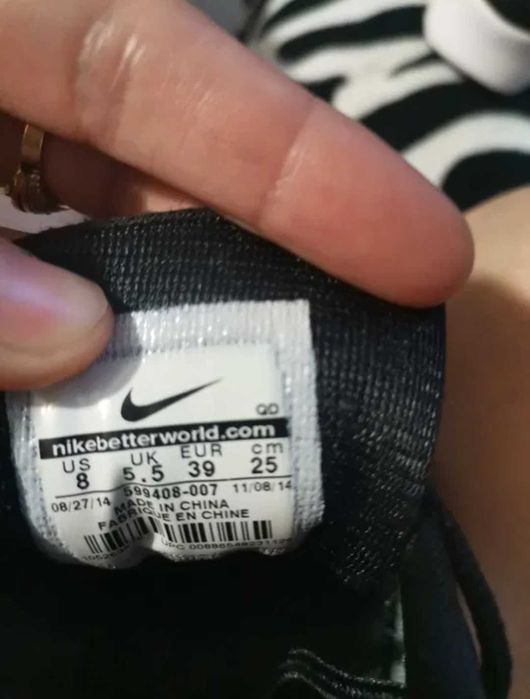 QD
nikebetterworld.com
US UK EUR cm
8 5.5 39 25
08/27/14 599408-007 11/08/14
MADE IN CHINA
FABRIQUE EN CHINE
UPC